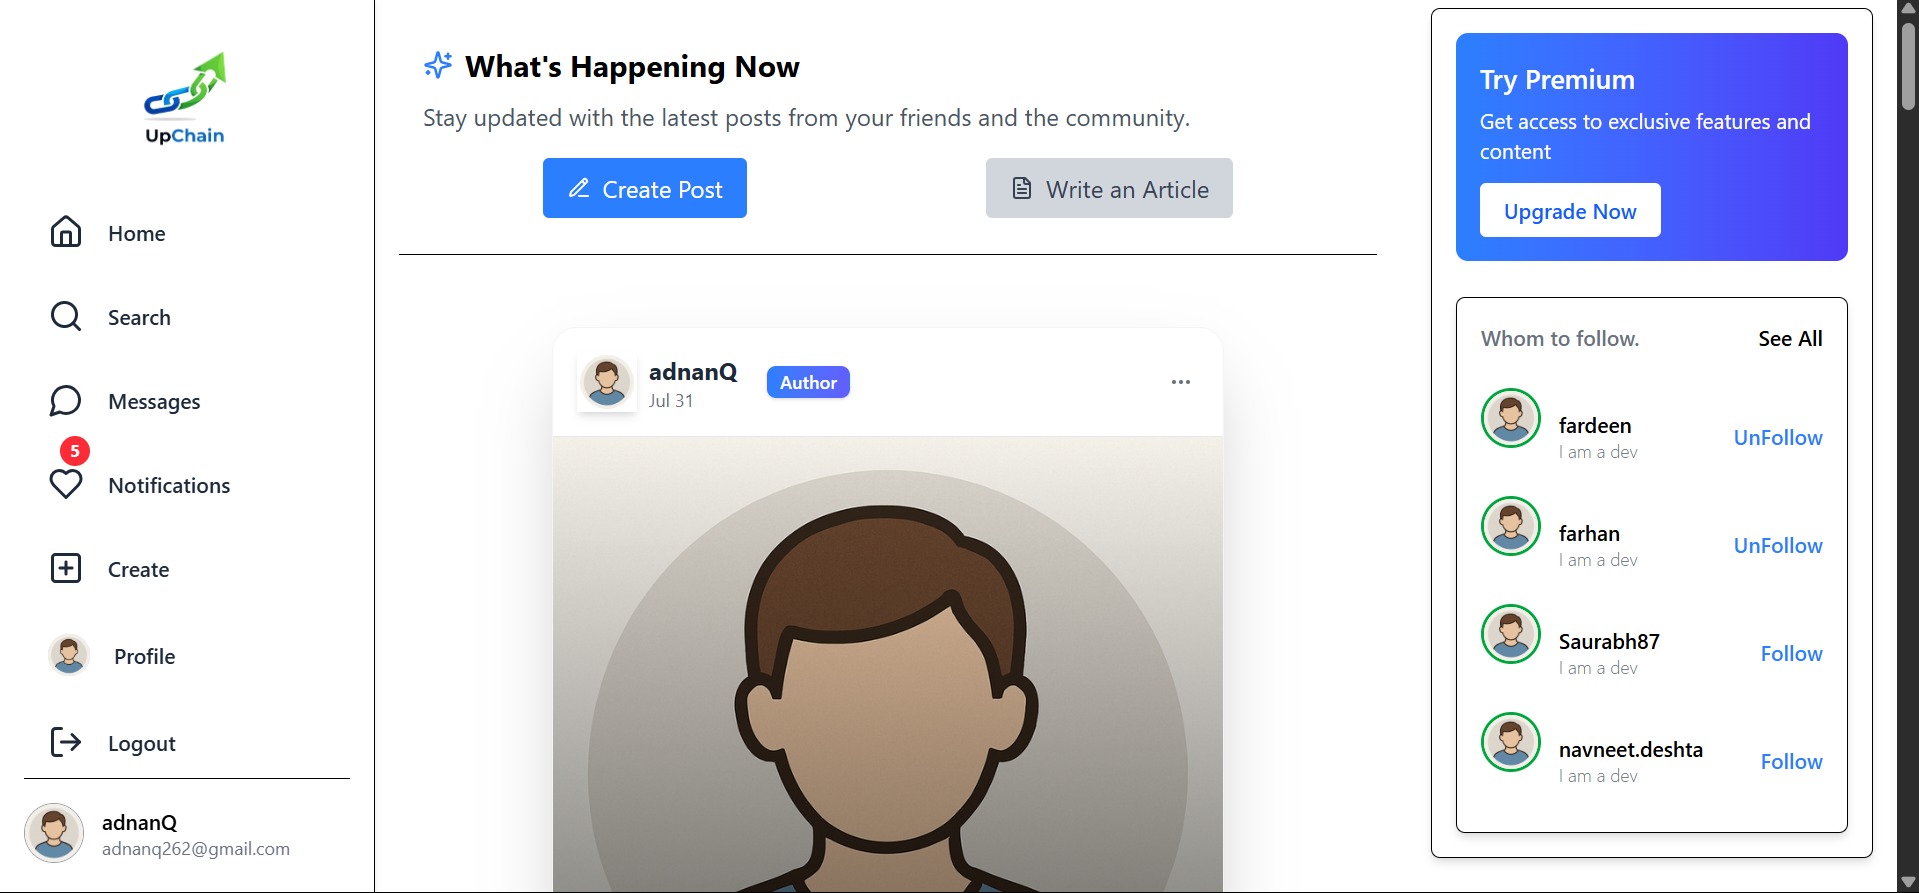 UpChain
Home
Search
Messages
5
Notifications
Create
Profile
Logout
adnanQ
adnanq262@gmail.com
What's Happening Now
Stay updated with the latest posts from your friends and the community.
Create Post
Write an Article
adnanQ
Author
Jul 31
Try Premium
Get access to exclusive features and
content
Upgrade Now
Whom to follow.
See All
fardeen
I am a dev
UnFollow
farhan
I am a dev
UnFollow
Saurabh87
I am a dev
Follow
navneet.deshta
I am a dev
Follow